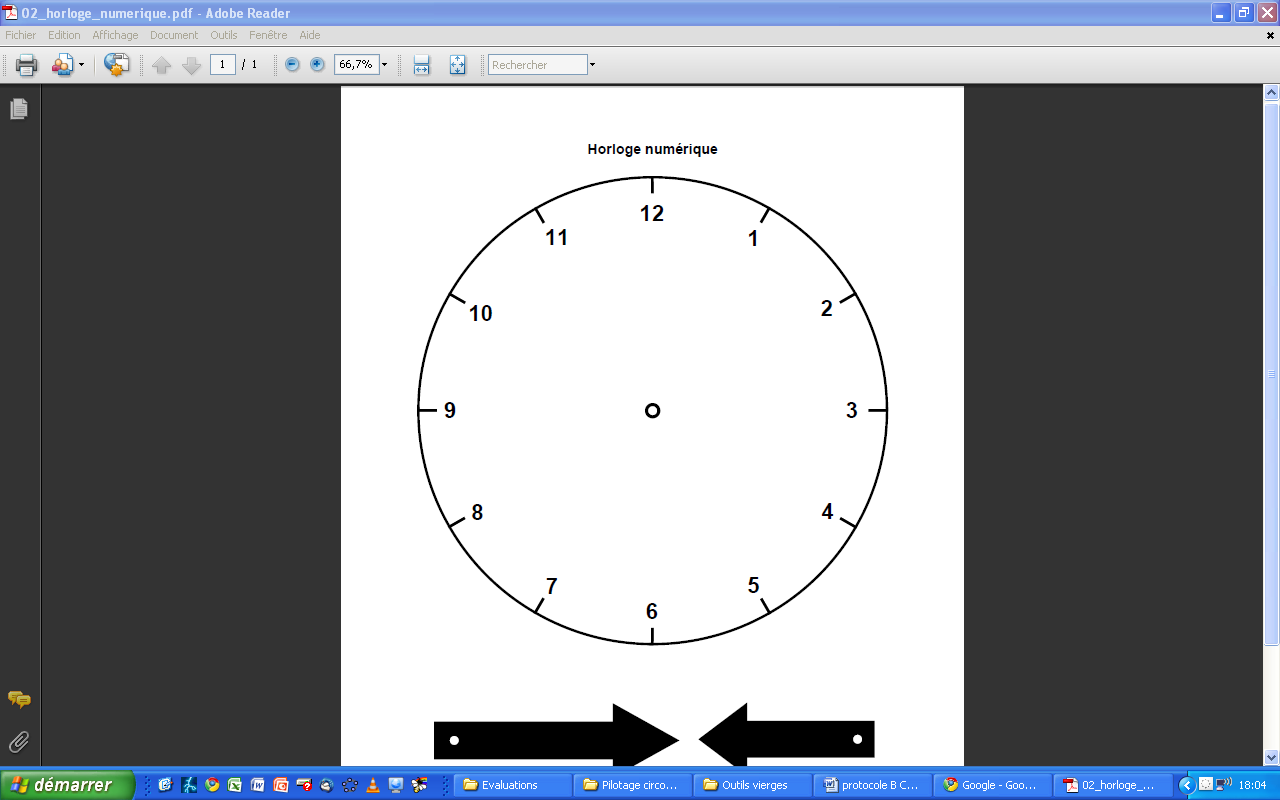 02_horloge_numerique.pdf - Adobe Reader
Fichier Edition Affichage Document Outils Fenêtre Aide
1 / 1 66,7% Rechercher
Horloge numérique
12
11 1
10 2
9 3
8 4
7 5
6
démarrer Evaluations Pilotage circo... Outils vierges protocole B C... Google - Goo... 02_horloge_... 18:04